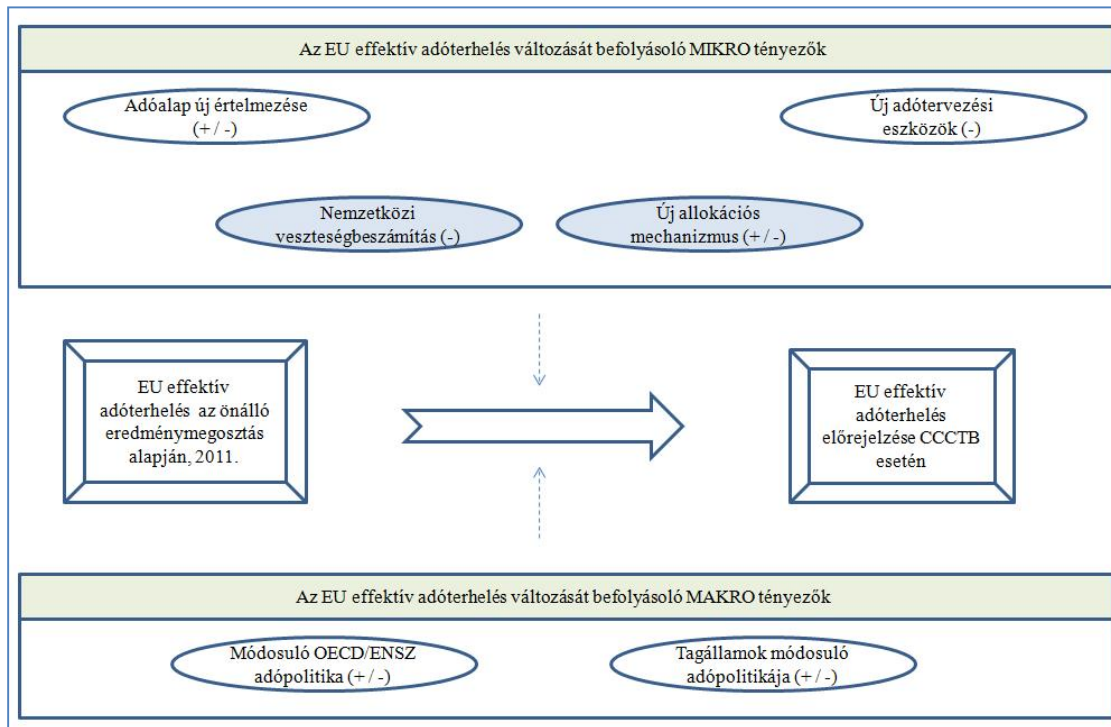 Az EU effektív adóterhelés változását befolyásoló MIKRO tényezők
Adóalap új értelmezése
(+ / -)
Új adótervezési
eszközök (-)
Nemzetközi
veszteségbeszámítás (-)
Új allokációs
mechanizmus (+ / -)
EU effektív
adóterhelés az önálló
eredménymegosztás
alapján, 2011.
EU effektív
adóterhelés
előrejelzése CCCTB
esetén
Az EU effektív adóterhelés változását befolyásoló MAKRO tényezők
Módosuló OECD/ENSZ
adópolitika (+ / -)
Tagállamok módosuló
adópolitikája (+ / -)